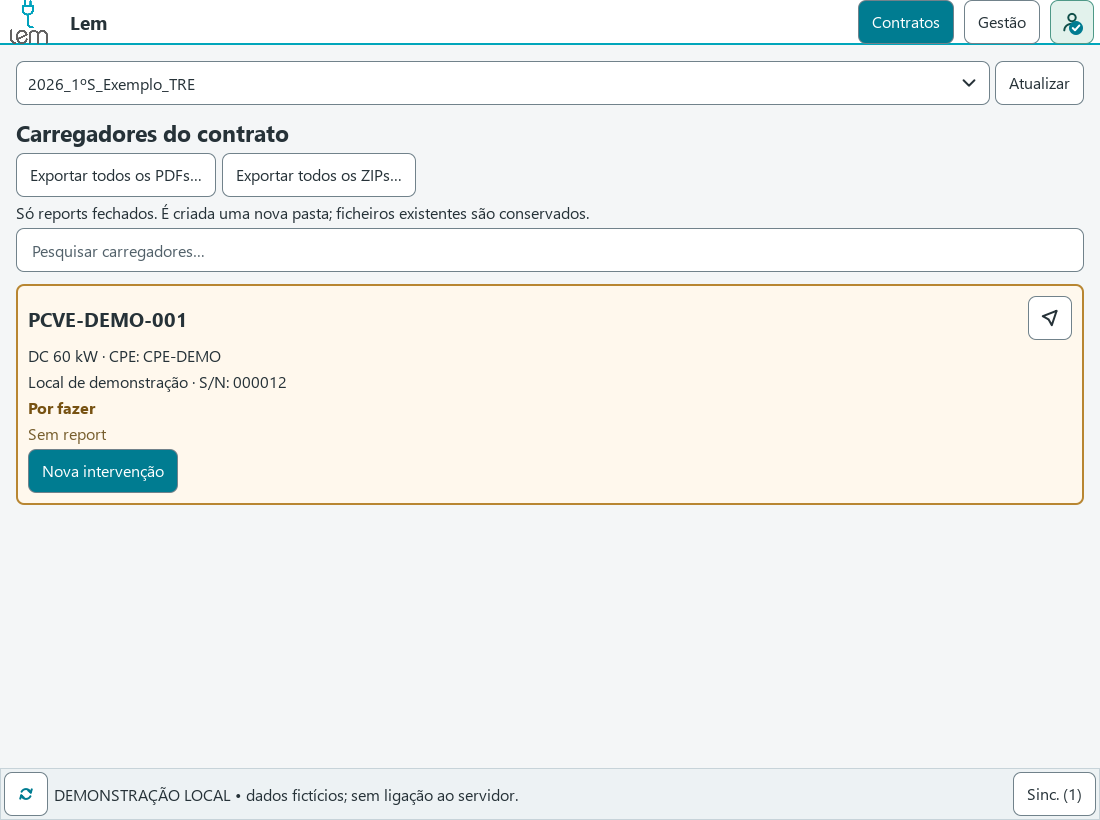 lem
Lem
Contratos
Gestão
2026_1ºS_Exemplo_TRE
Atualizar
Carregadores do contrato
Exportar todos os PDFs...
Exportar todos os ZIPs...
Só reports fechados. É criada uma nova pasta; ficheiros existentes são conservados.
Pesquisar carregadores...
PCVE-DEMO-001
DC 60 kW · CPE: CPE-DEMO
Local de demonstração · S/N: 000012
Por fazer
Sem report
Nova intervenção
DEMONSTRAÇÃO LOCAL • dados fictícios; sem ligação ao servidor.
Sinc. (1)